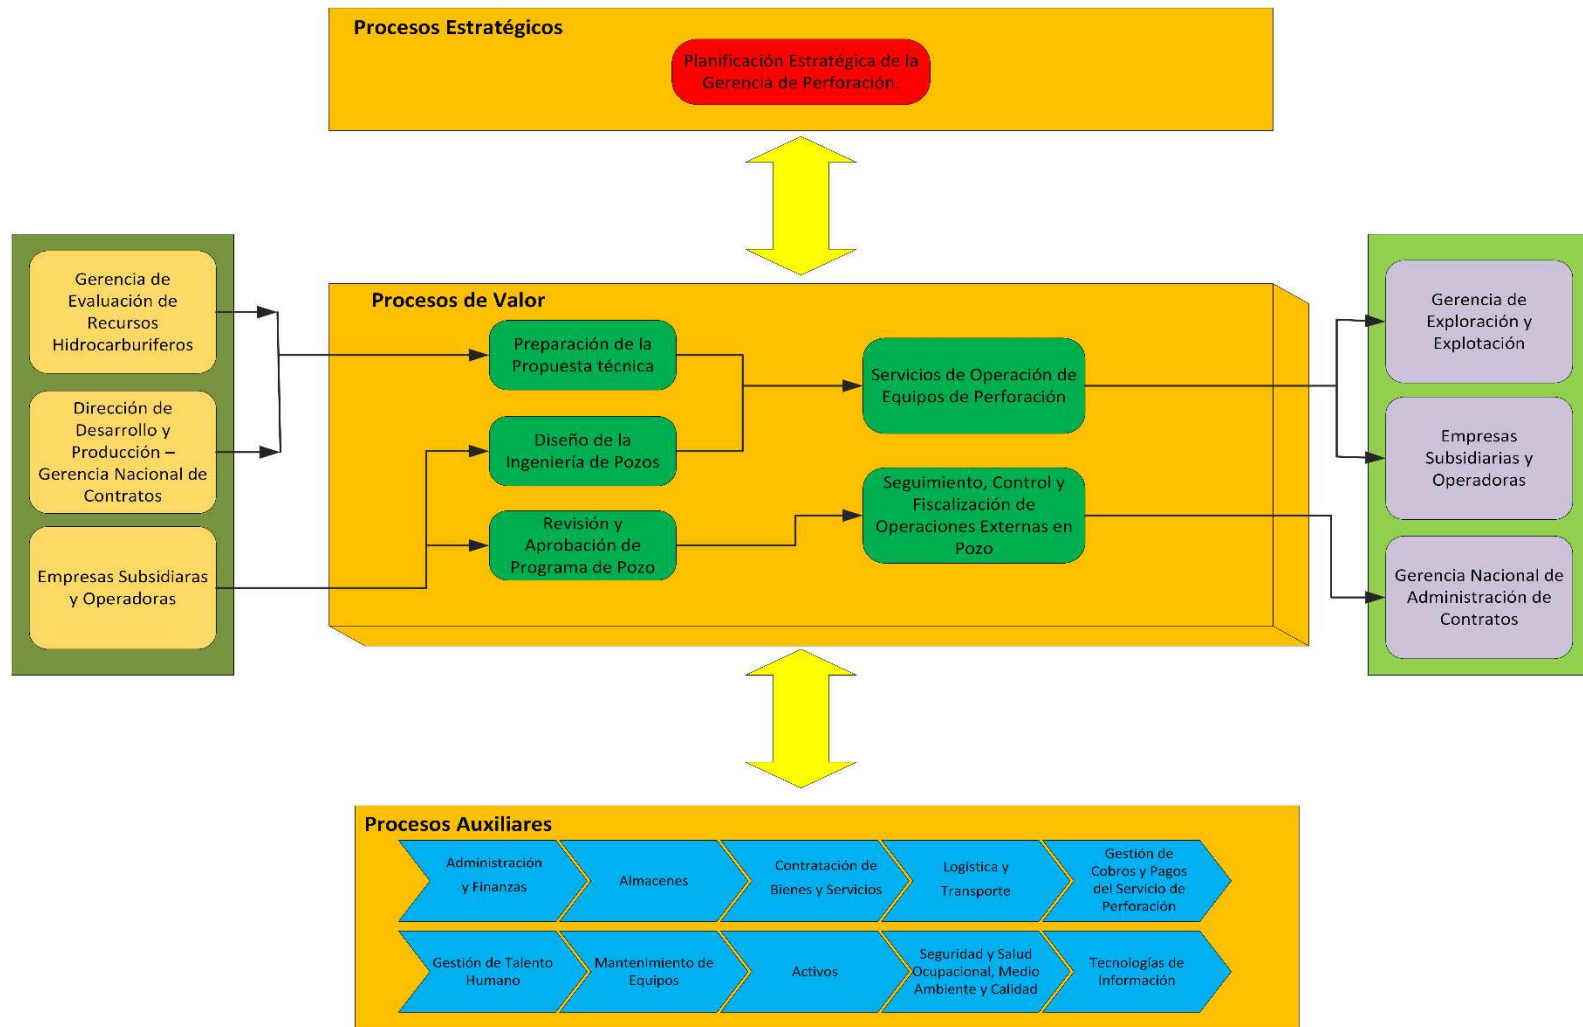 Procesos Estratégicos
Planificación Estratégica de la
Gerencia de Perforación.
Gerencia de
Evaluación de
Recursos
Hidrocarburiferos
Dirección de
Desarrollo y
Producción –
Gerencia Nacional de
Contratos
Empresas Subsidiaras
y Operadoras
Procesos de Valor
Preparación de la
Propuesta técnica
Diseño de la
Ingeniería de Pozos
Revisión y
Aprobación de
Programa de Pozo
Servicios de Operación de
Equipos de Perforación
Seguimiento, Control y
Fiscalización de
Operaciones Externas en
Pozo
Gerencia de
Exploración y
Explotación
Empresas
Subsidiarias y
Operadoras
Gerencia Nacional de
Administración de
Contratos
Procesos Auxiliares
Administración
y Finanzas
Almacenes
Contratación de
Bienes y Servicios
Logística y
Transporte
Gestión de
Cobros y Pagos
del Servicio de
Perforación
Gestión de Talento
Humano
Mantenimiento de
Equipos
Activos
Seguridad y Salud
Ocupacional, Medio
Ambiente y Calidad
Tecnologías de
Información